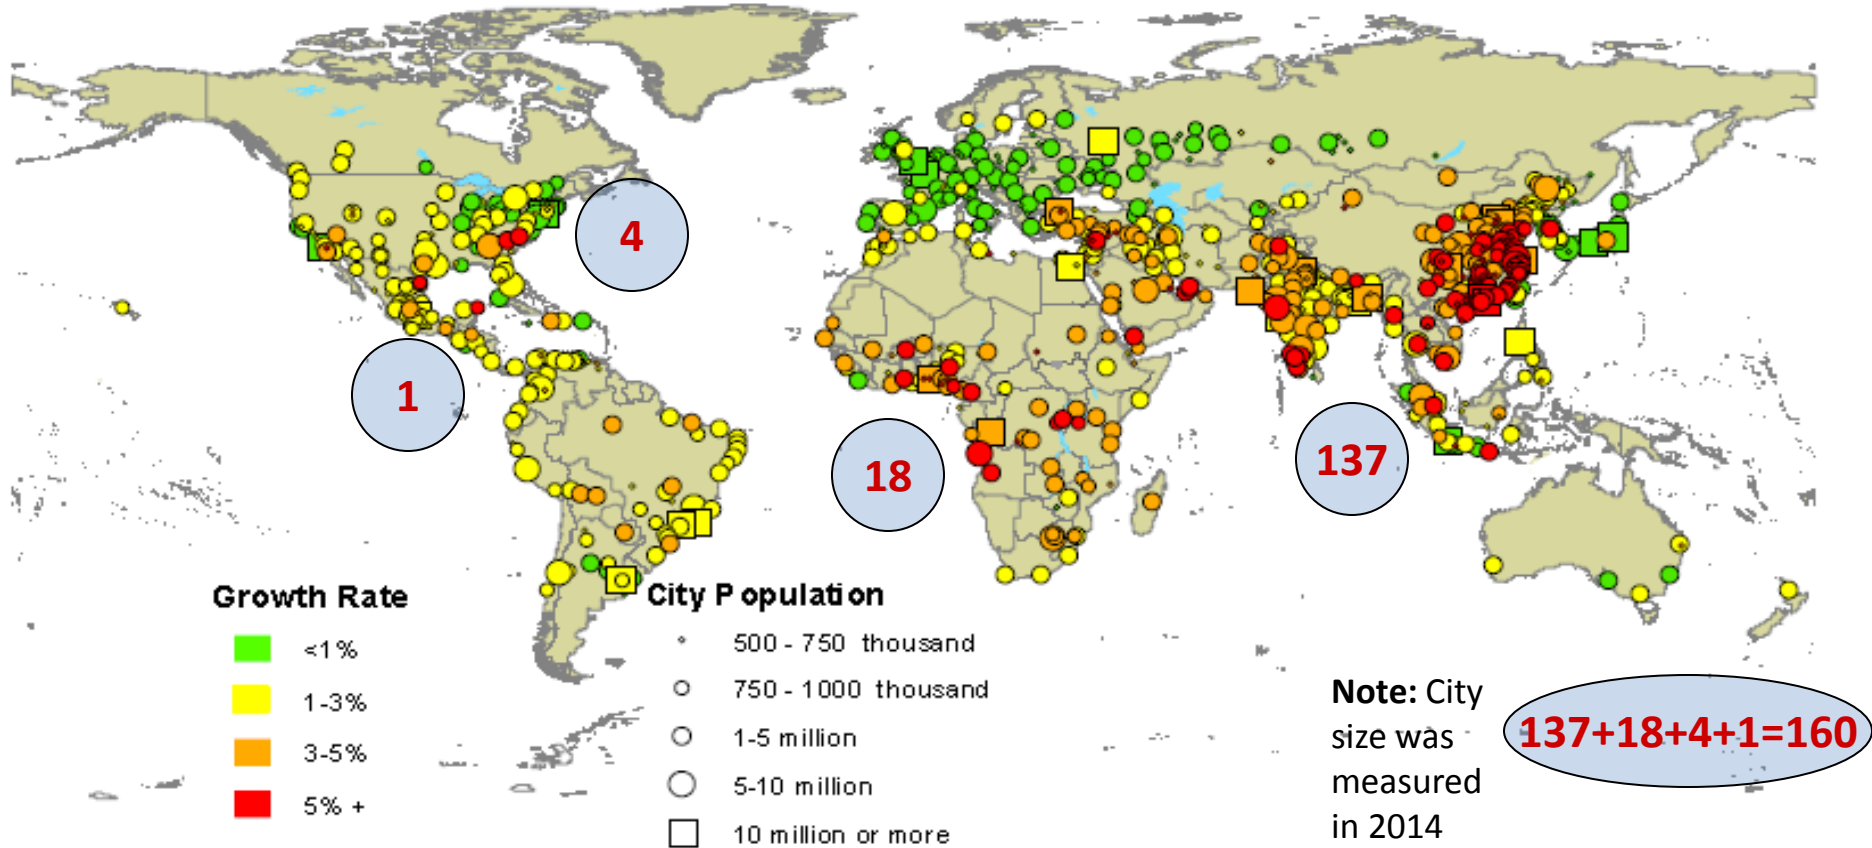 4
1
18
137
Growth Rate
<1%
1-3%
3-5%
5% +
City Population
500 - 750 thousand
750 - 1000 thousand
1-5 million
5-10 million
10 million or more
Note: City
size was
measured
in 2014
137+18+4+1=160